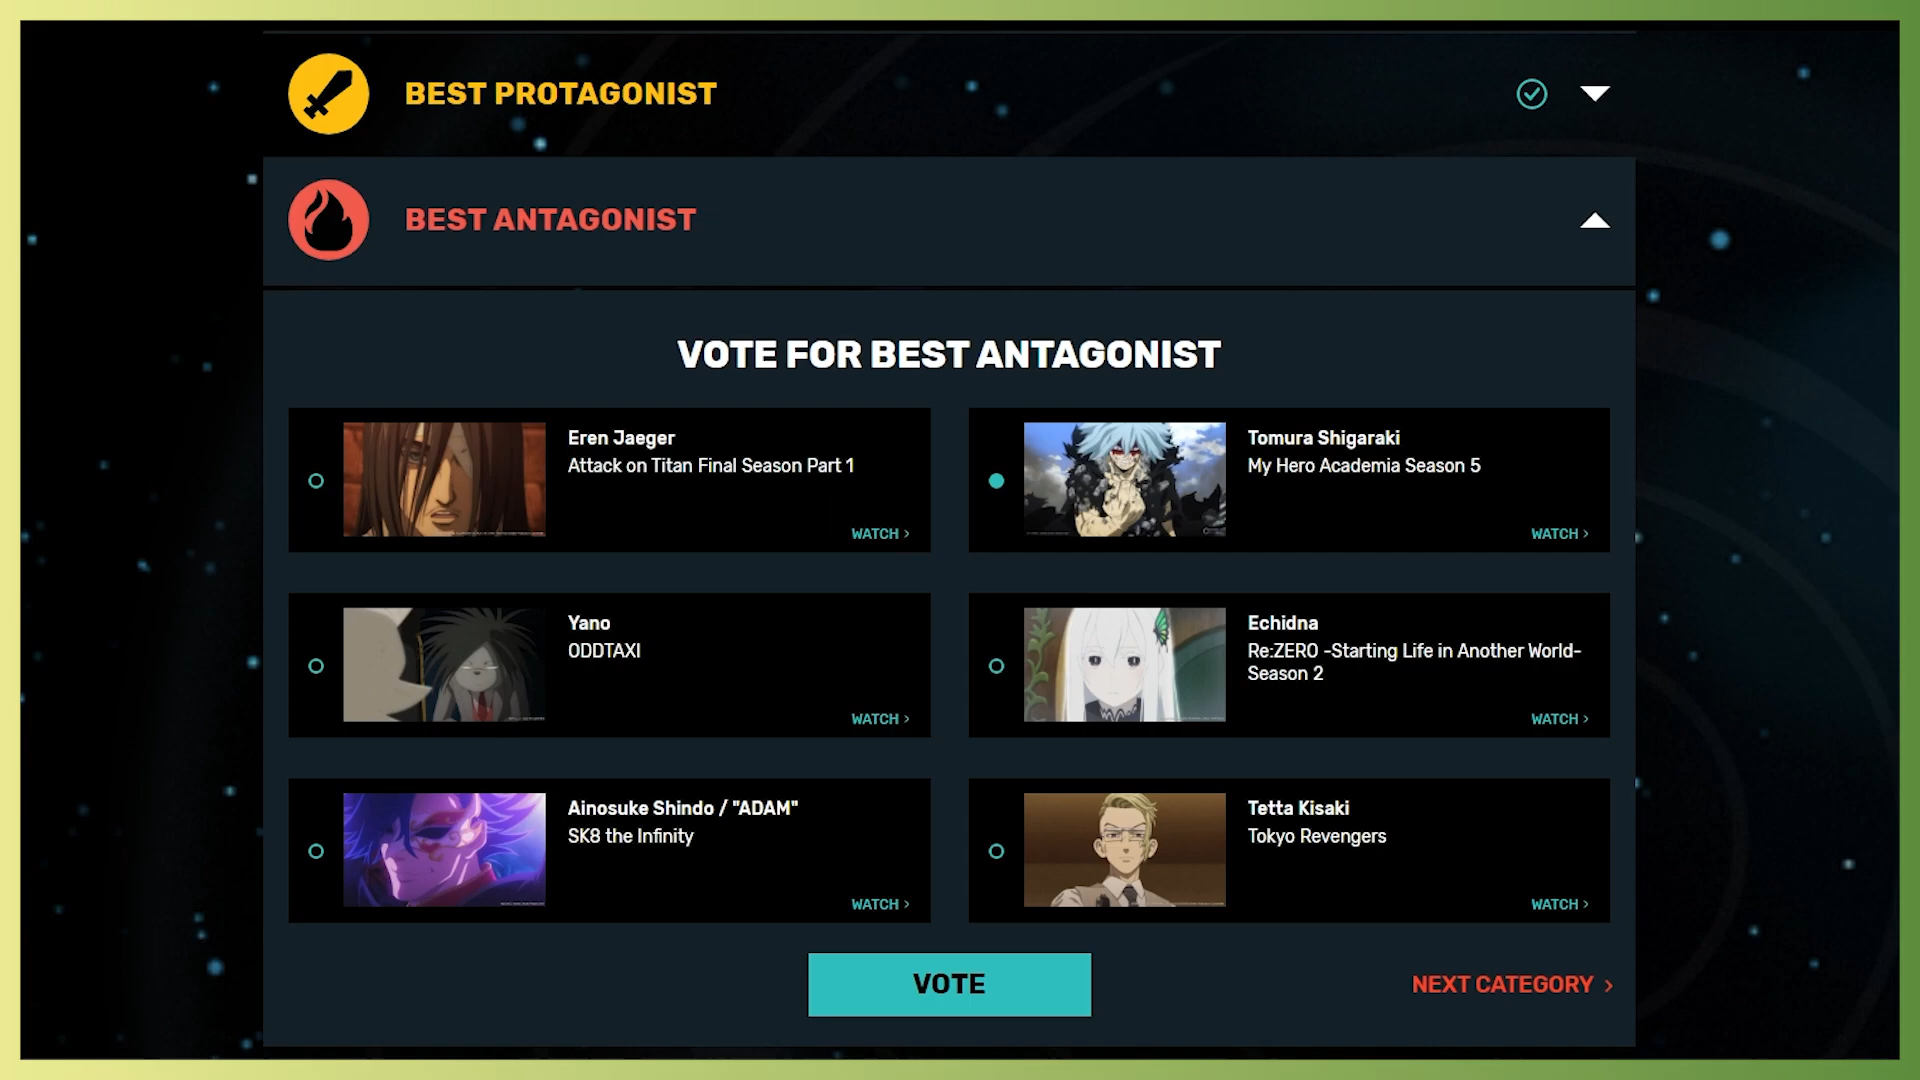 BEST PROTAGONIST
BEST ANTAGONIST
VOTE FOR BEST ANTAGONIST
Eren Jaeger
Attack on Titan Final Season Part 1
WATCH >
Tomura Shigaraki
My Hero Academia Season 5
WATCH >
Yano
ODDTAXI
WATCH >
Echidna
Re:ZERO -Starting Life in Another World-
Season 2
WATCH >
Ainosuke Shindo / "ADAM"
SK8 the Infinity
WATCH >
Tetta Kisaki
Tokyo Revengers
WATCH >
VOTE
NEXT CATEGORY >